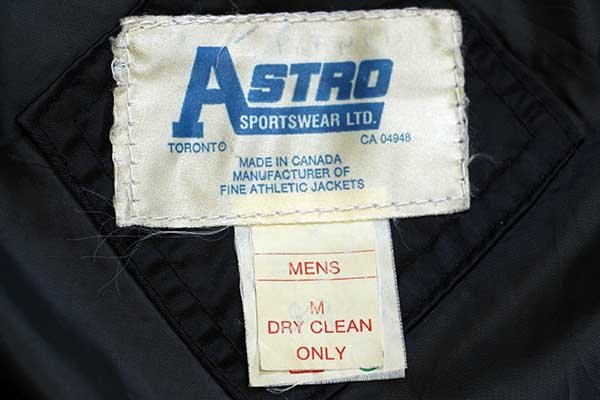 ASTRO
SPORTSWEAR LTD.
TORONTO CA 04948
MADE IN CANADA
MANUFACTURER OF
FINE ATHLETIC JACKETS
MENS
M
DRY CLEAN
ONLY